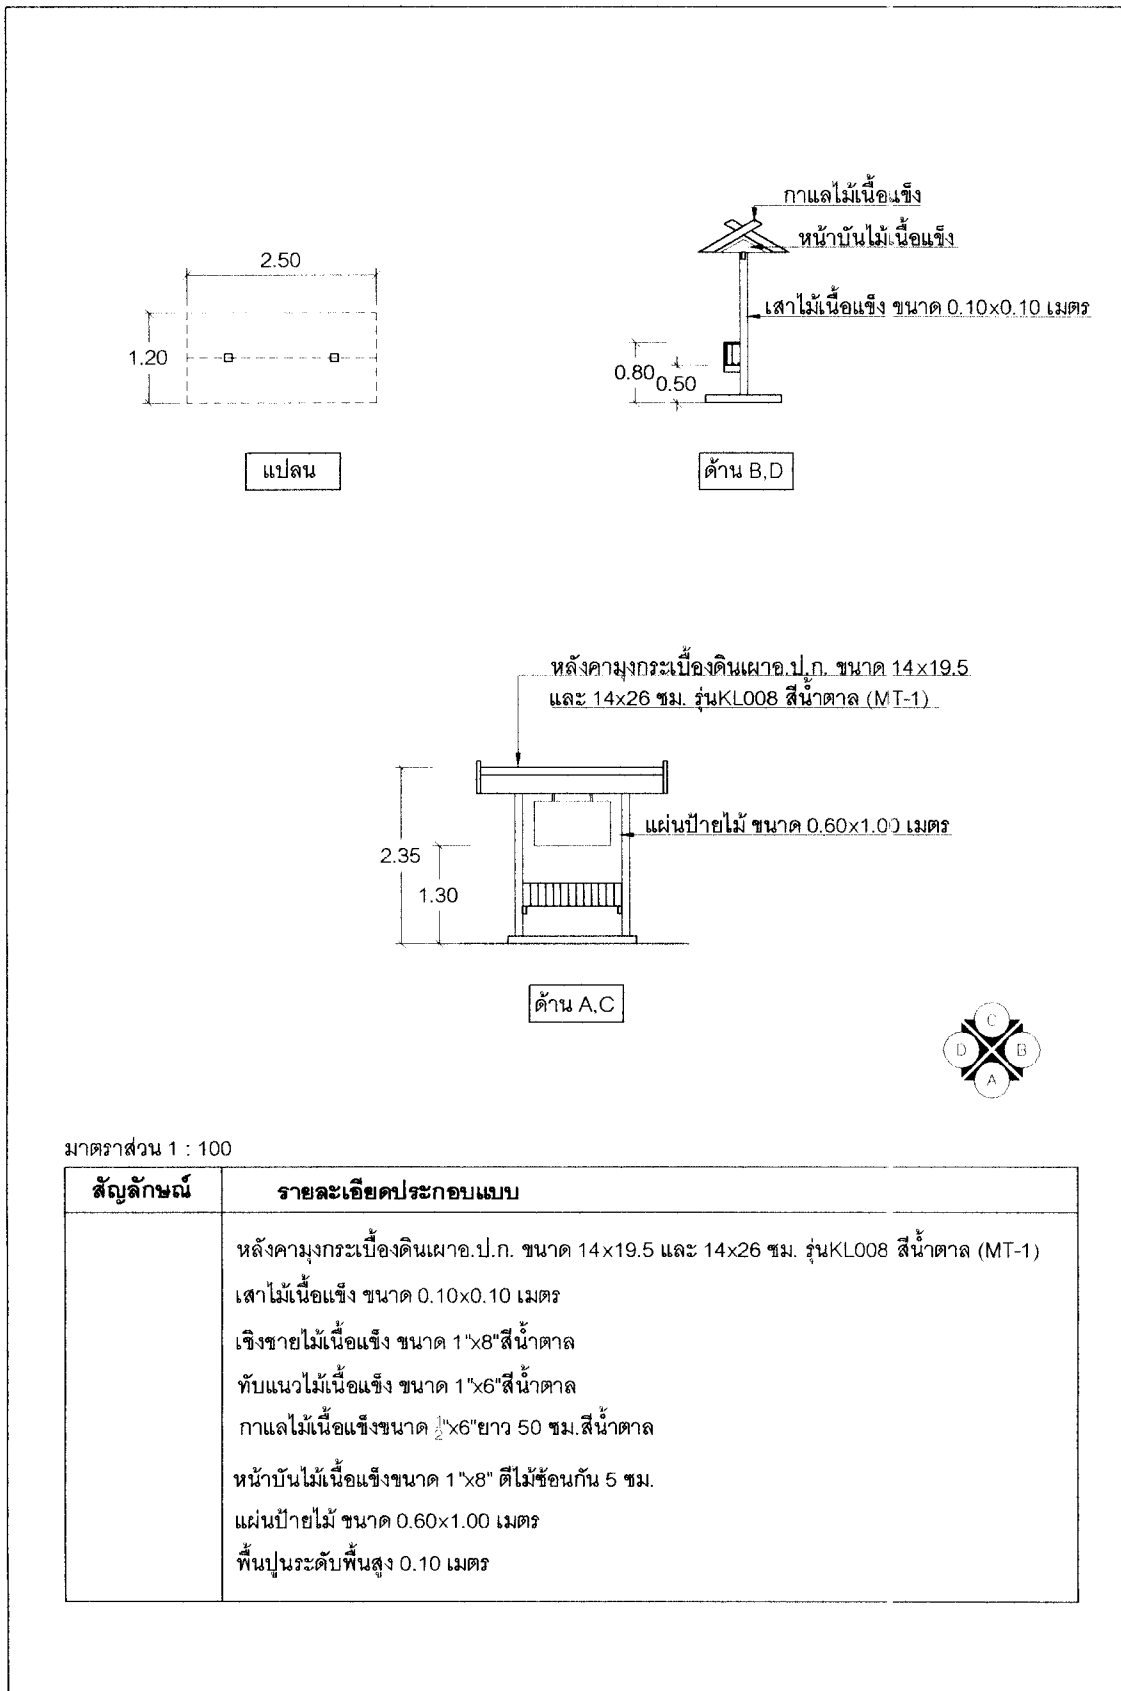 กาแลไม้เนื้อแข็ง
หน้าบันไม้เนื้อแข็ง
2.50
เสาไม้เนื้อแข็ง ขนาด 0.10x0.10 เมตร
1.20
0.80
0.50
แปลน
ด้าน B,D
หลังคามุงกระเบื้องดินเผาอ.ป.ก. ขนาด 14x19.5
และ 14x26 ซม. รุ่นKL008 สีน้ำตาล (MT-1)
แผ่นป้ายไม้ ขนาด 0.60x1.00 เมตร
2.35
1.30
ด้าน A,C
C
D
B
A
มาตราส่วน 1 : 100
สัญลักษณ์
รายละเอียดประกอบแบบ
หลังคามุงกระเบื้องดินเผาอ.ป.ก. ขนาด 14x19.5 และ 14x26 ซม. รุ่นKL008 สีน้ำตาล (MT-1)
เสาไม้เนื้อแข็ง ขนาด 0.10x0.10 เมตร
เชิงชายไม้เนื้อแข็ง ขนาด 1"x8"สีน้ำตาล
ทับแนวไม้เนื้อแข็ง ขนาด 1"x6"สีน้ำตาล
กาแลไม้เนื้อแข็งขนาด ½"x6"ยาว 50 ซม.สีน้ำตาล
หน้าบันไม้เนื้อแข็งขนาด 1"x8" ตีไม้ซ้อนกัน 5 ซม.
แผ่นป้ายไม้ ขนาด 0.60x1.00 เมตร
พื้นปูนระดับพื้นสูง 0.10 เมตร